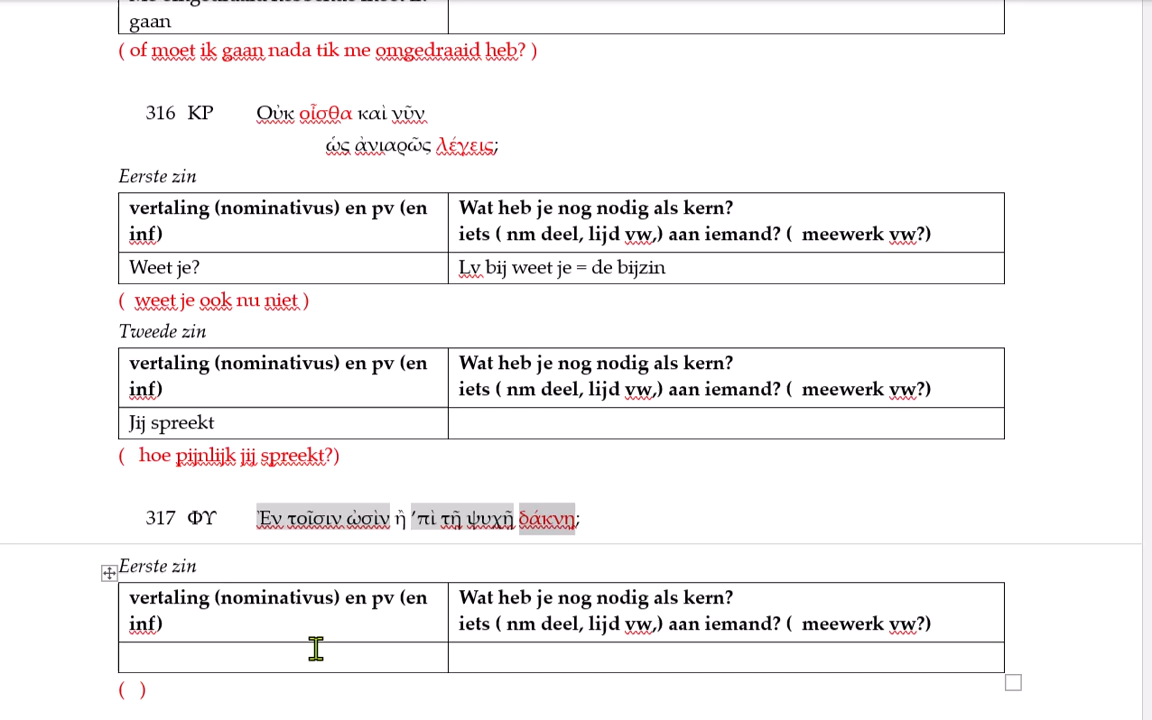 gaan
( of moet ik gaan nada tik me omgedraaid heb? )
316 ΚΡ Οὐκ οἶσθα καὶ νῦν
ὡς ἀνιαρῶς λέγεις;
Eerste zin
vertaling (nominativus) en pv (en inf)
Wat heb je nog nodig als kern?
iets ( nm deel, lijd vw,) aan iemand? ( meewerk vw?)
Weet je?
Lv bij weet je = de bijzin
( weet je ook nu niet )
Tweede zin
vertaling (nominativus) en pv (en inf)
Wat heb je nog nodig als kern?
iets ( nm deel, lijd vw,) aan iemand? ( meewerk vw?)
Jij spreekt
( hoe pijnlijk jij spreekt?)
317 ΦΥ Ἐν τοῖσιν ὠσὶν ἢ ’πὶ τῇ ψυχῇ δάκνῃ;
Eerste zin
vertaling (nominativus) en pv (en inf)
Wat heb je nog nodig als kern?
iets ( nm deel, lijd vw,) aan iemand? ( meewerk vw?)
( )